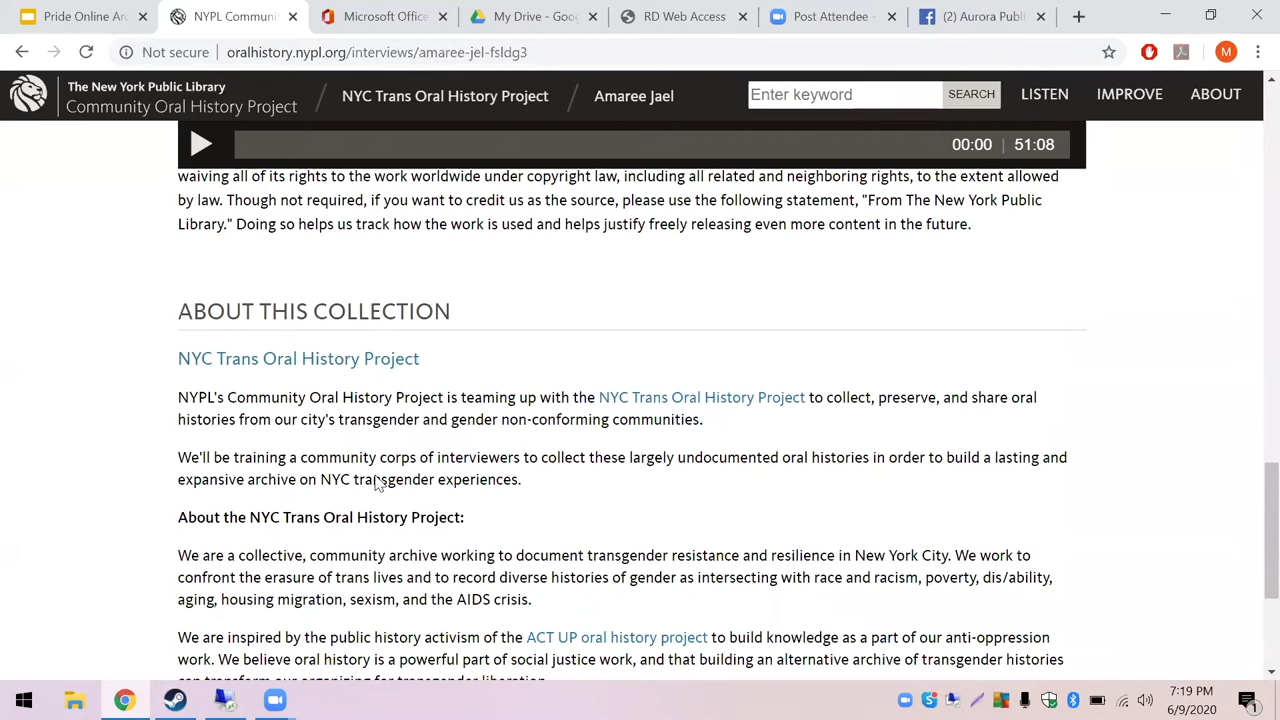 Pride Online Arc
NYPL Communi
Microsoft Office
My Drive - Goog
RD Web Access
Post Attendee -
(2) Aurora Publ
Not secure
oralhistory.nypl.org/interviews/amaree-jel-fsldg3
M
The New York Public Library
Community Oral History Project
NYC Trans Oral History Project
Amaree Jael
Enter keyword
SEARCH
LISTEN
IMPROVE
ABOUT
00:00 | 51:08
waiving all of its rights to the work worldwide under copyright law, including all related and neighboring rights, to the extent allowed
by law. Though not required, if you want to credit us as the source, please use the following statement, "From The New York Public
Library." Doing so helps us track how the work is used and helps justify freely releasing even more content in the future.
ABOUT THIS COLLECTION
NYC Trans Oral History Project
NYPL's Community Oral History Project is teaming up with the NYC Trans Oral History Project to collect, preserve, and share oral
histories from our city's transgender and gender non-conforming communities.
We'll be training a community corps of interviewers to collect these largely undocumented oral histories in order to build a lasting and
expansive archive on NYC transgender experiences.
About the NYC Trans Oral History Project:
We are a collective, community archive working to document transgender resistance and resilience in New York City. We work to
confront the erasure of trans lives and to record diverse histories of gender as intersecting with race and racism, poverty, dis/ability,
aging, housing migration, sexism, and the AIDS crisis.
We are inspired by the public history activism of the ACT UP oral history project to build knowledge as a part of our anti-oppression
work. We believe oral history is a powerful part of social justice work, and that building an alternative archive of transgender histories
can transform our organizing for transgender liberation.
7:19 PM
6/9/2020
1